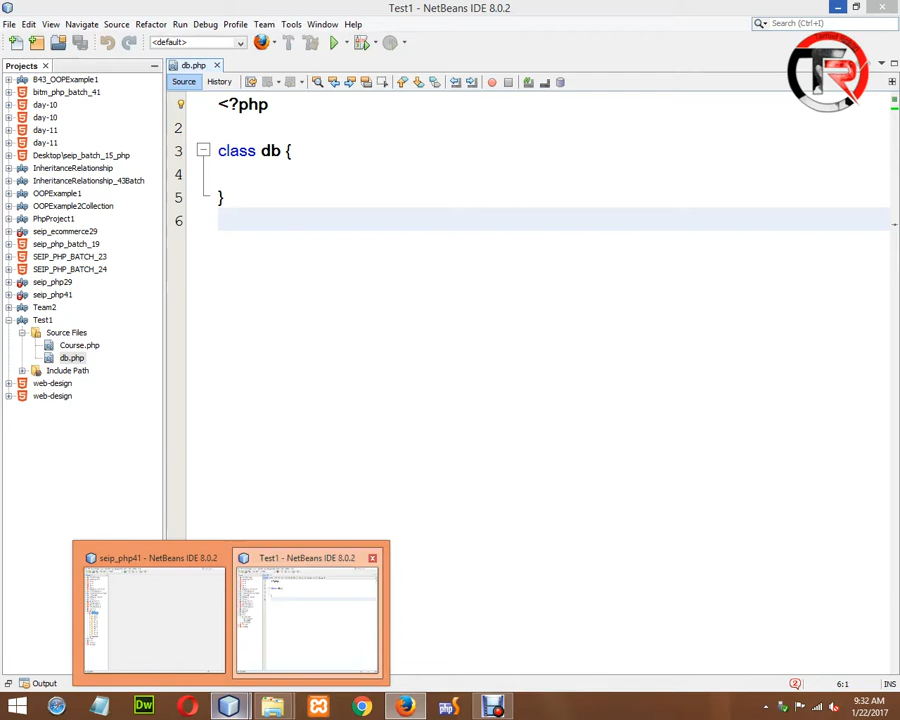 Test1 - NetBeans IDE 8.0.2
File Edit View Navigate Source Refactor Run Debug Profile Team Tools Window Help
Search (Ctrl+I)
<default>
Projects
db.php
Source History
B43_OOPExample1
bitm_php_batch_41
day-10
day-10
day-11
day-11
Desktop\seip_batch_15_php
InheritanceRelationship
InheritanceRelationship_43Batch
OOPExample1
OOPExample2Collection
PhpProject1
seip_ecommerce29
seip_php_batch_19
SEIP_PHP_BATCH_23
SEIP_PHP_BATCH_24
seip_php29
seip_php41
Team2
Test1
Source Files
Course.php
db.php
Include Path
web-design
web-design
<?php
2
3 class db {
4
5 }
6
TR
seip_php41 - NetBeans IDE 8.0.2
Test1 - NetBeans IDE 8.0.2
Output
2
6:1
INS
Dw
php
9:32 AM
1/22/2017